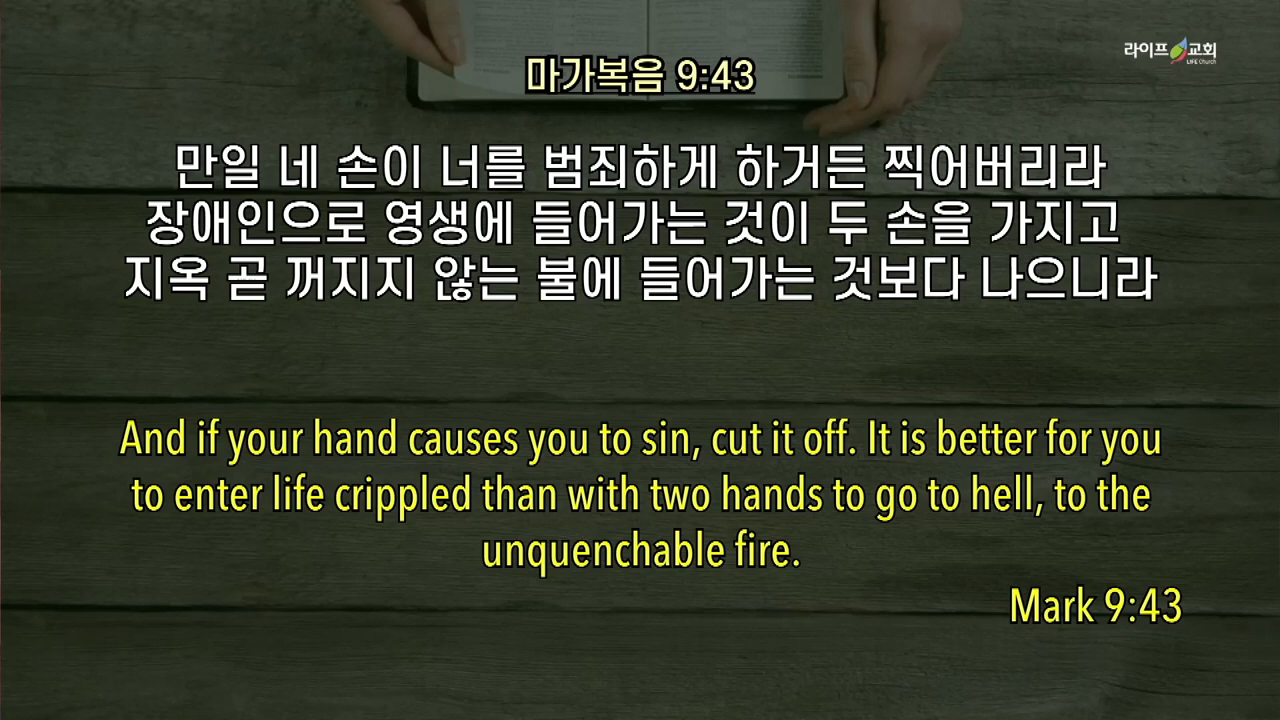 라이프 교회
LIFE Church
마가복음 9:43
만일 네 손이 너를 범죄하게 하거든 찍어버리라
장애인으로 영생에 들어가는 것이 두 손을 가지고
지옥 곧 꺼지지 않는 불에 들어가는 것보다 나으니라
And if your hand causes you to sin, cut it off. It is better for you
to enter life crippled than with two hands to go to hell, to the
unquenchable fire.
Mark 9:43